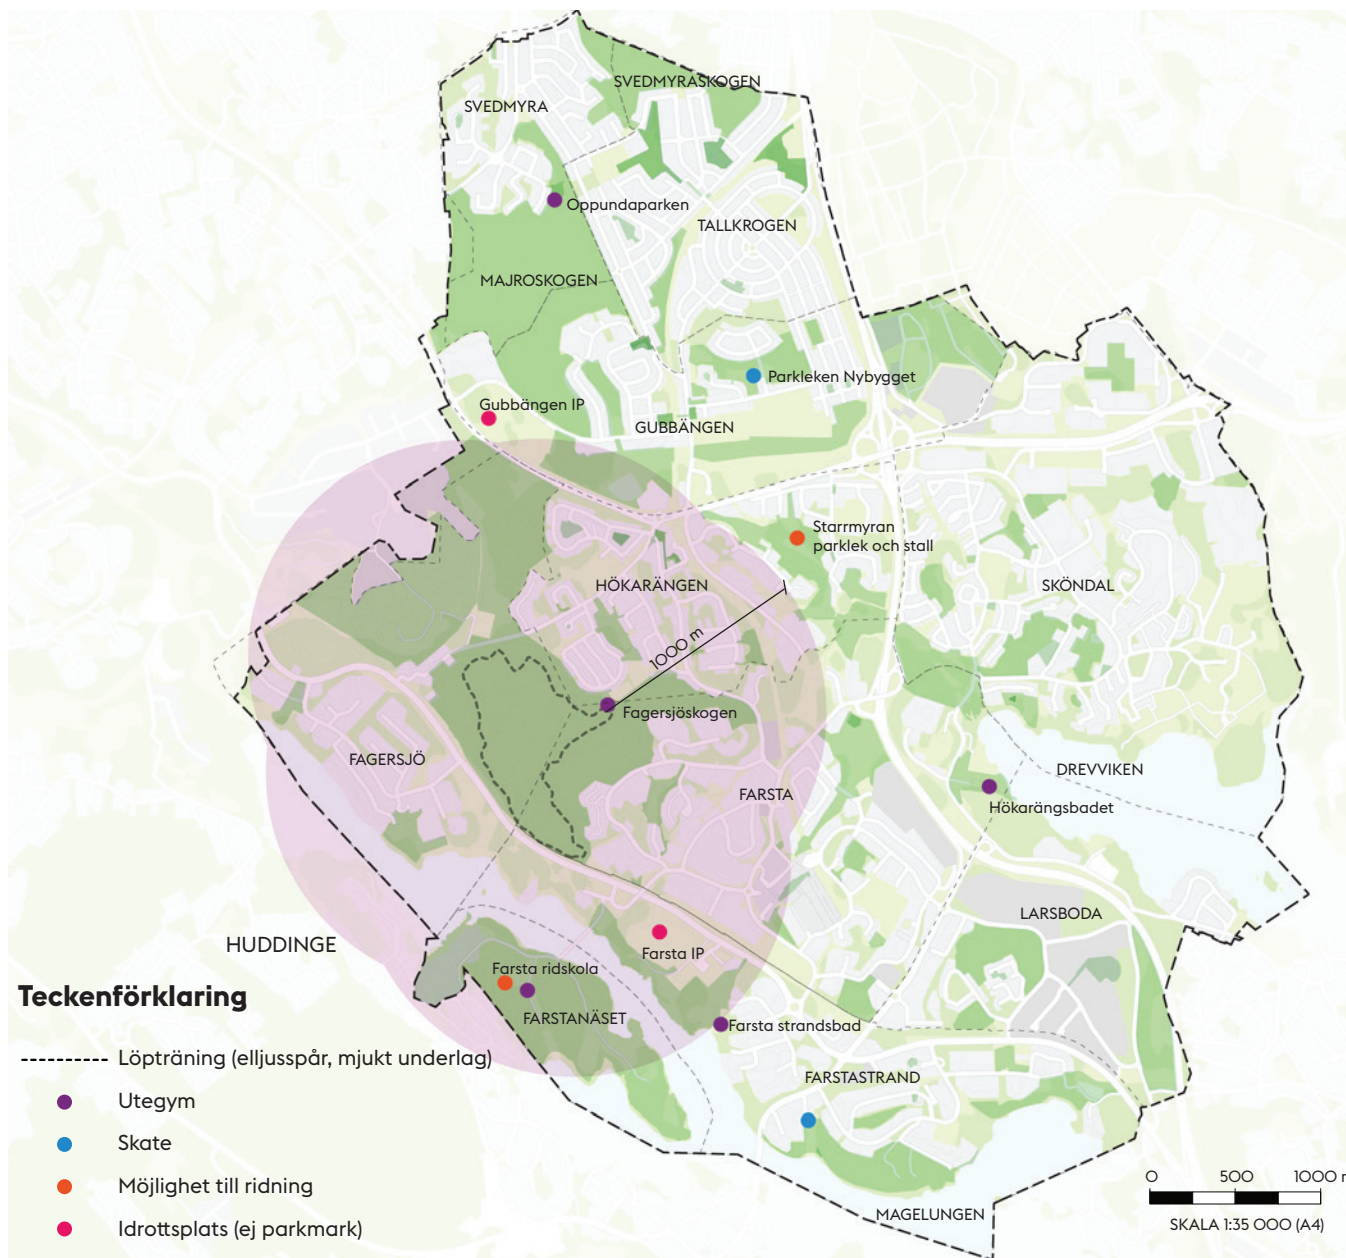 SVEDMYRASKOGEN
SVEDMYRA
Oppundaparken
TALLKROGEN
MAJROSKOGEN
Parkleken Nybygget
Gubbängen IP
GUBBÄNGEN
Starrmyran
parklek och stall
HÖKARÄNGEN
SKÖNDAL
1000 m
Fagersjöskogen
FAGERSJÖ
DREVVIKEN
FARSTA
Hökarängsbadet
LARSBODA
HUDDINGE
Farsta IP
Farsta ridskola
FARSTANÄSET
Farsta strandsbad
FARSTASTRAND
MAGELUNGEN
Teckenförklaring
Löpträning (elljusspår, mjukt underlag)
Utegym
Skate
Möjlighet till ridning
Idrottsplats (ej parkmark)
0 500 1000 m
SKALA 1:35 000 (A4)